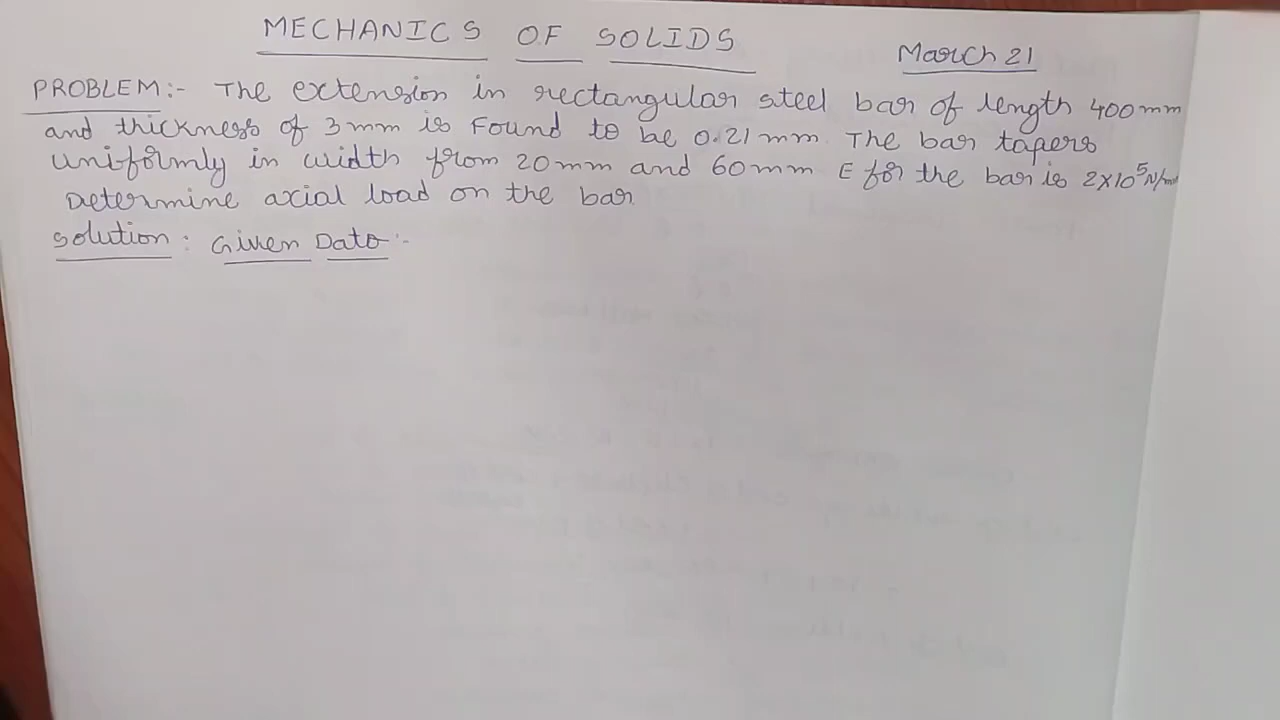 MECHANICS OF SOLIDS
March 21
PROBLEM:- The extension in rectangular steel bar of length 400mm
and thickness of 3mm is Found to be 0.21mm. The bar tapers
uniformly in width from 20mm and 60mm E for the bar is 2×10⁵N/mm
Determine axial load on the bar.
Solution: Given Data:-